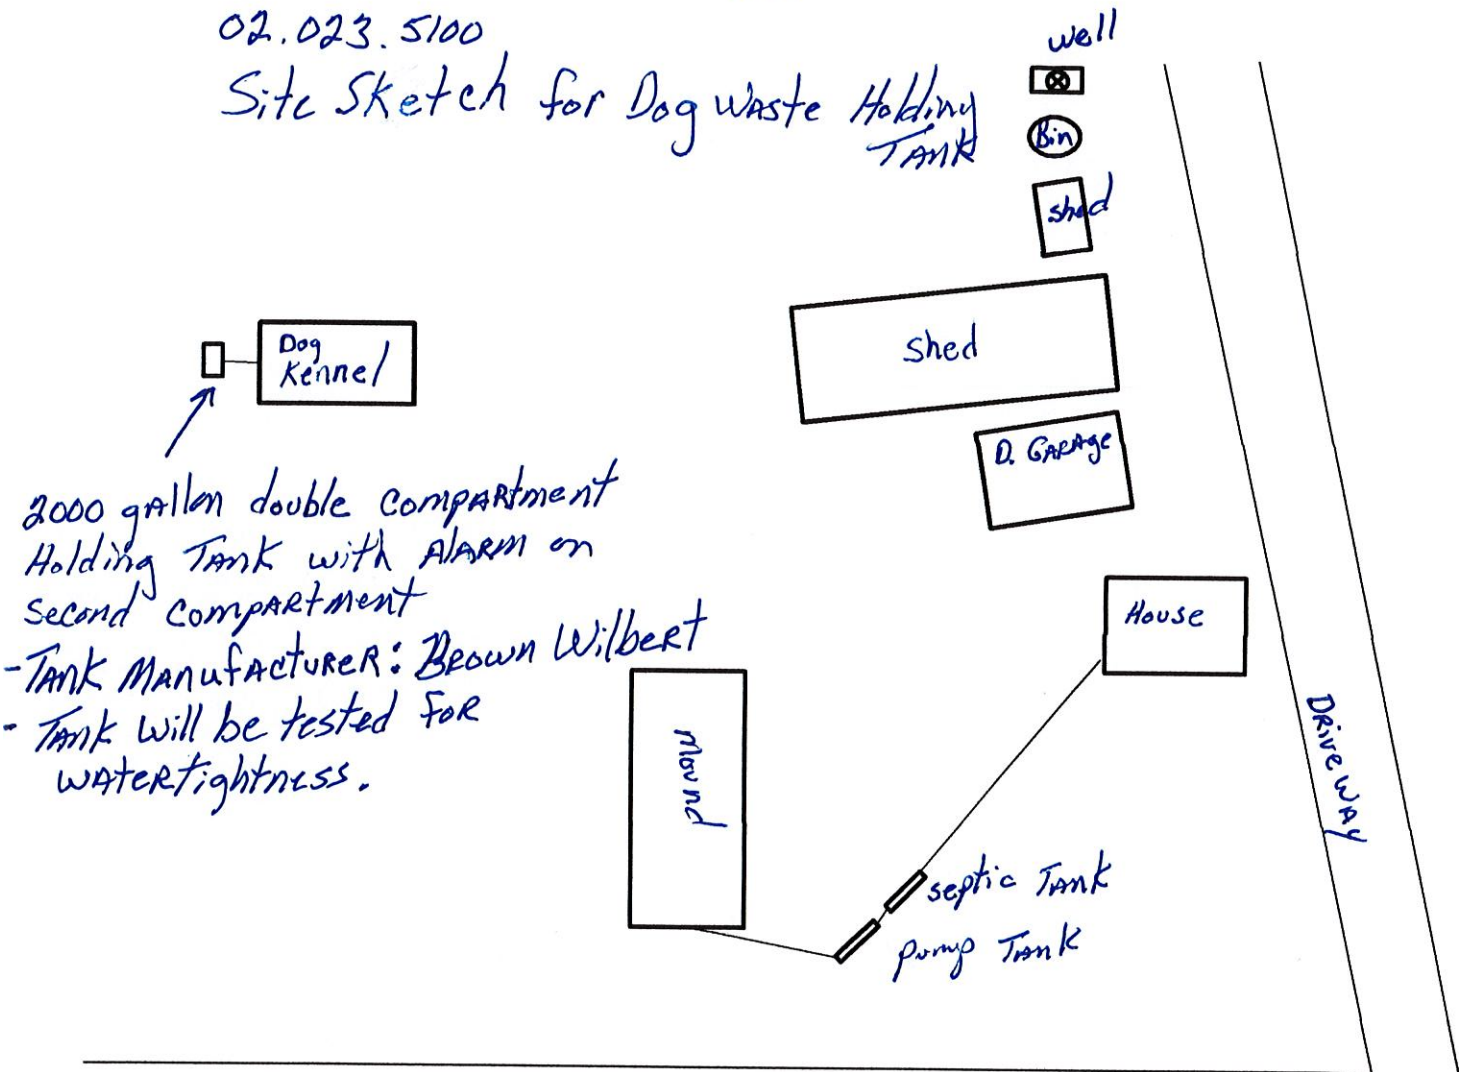 02.023.5100
Site Sketch for Dog Waste Holding
Tank
well
Bin
shed
Shed
Dog
Kennel
D. Garage
2000 gallon double compartment
Holding Tank with Alarm on
second compartment
- Tank Manufacturer: Brown Wilbert
- Tank will be tested for
watertightness.
House
Mound
Driveway
septic Tank
pump Tank